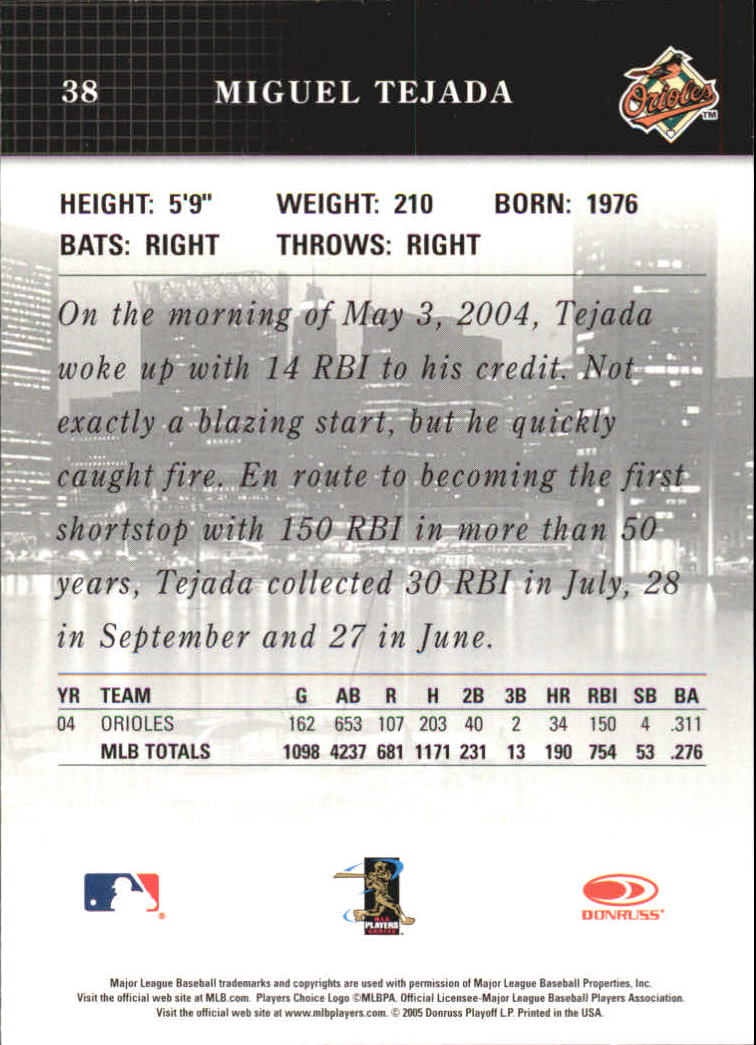 38 MIGUEL TEJADA Orioles TM
HEIGHT: 5'9" WEIGHT: 210 BORN: 1976
BATS: RIGHT THROWS: RIGHT
On the morning of May 3, 2004, Tejada
woke up with 14 RBI to his credit. Not
exactly a blazing start, but he quickly
caught fire. En route to becoming the first
shortstop with 150 RBI in more than 50
years, Tejada collected 30 RBI in July, 28
in September and 27 in June.
YR TEAM G AB R H 2B 3B HR RBI SB BA
04 ORIOLES 162 653 107 203 40 2 34 150 4 .311
MLB TOTALS 1098 4237 681 1171 231 13 190 754 53 .276
MLB
PLAYERS
CHOICE
DONRUSS
Major League Baseball trademarks and copyrights are used with permission of Major League Baseball Properties, Inc.
Visit the official web site at MLB.com. Players Choice Logo ©MLBPA. Official Licensee-Major League Baseball Players Association.
Visit the official web site at www.mlbplayers.com. © 2005 Donruss Playoff L.P. Printed in the USA.